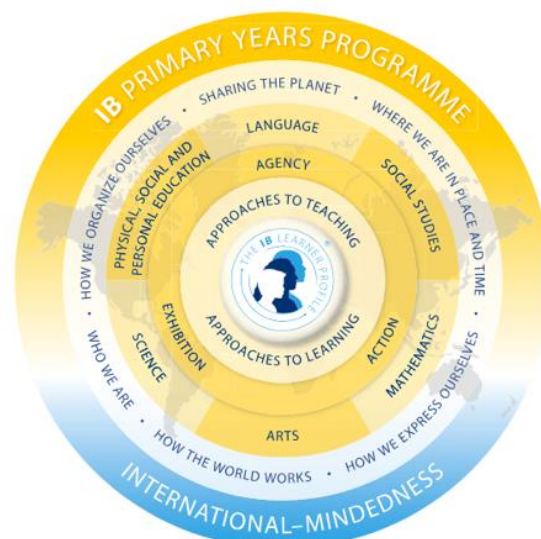 IB PRIMARY YEARS PROGRAMME
SHARING THE PLANET
WHERE WE ARE IN PLACE AND TIME
HOW WE EXPRESS OURSELVES
HOW THE WORLD WORKS
WHO WE ARE
HOW WE ORGANIZE OURSELVES
LANGUAGE
SOCIAL STUDIES
MATHEMATICS
ARTS
SCIENCE
PHYSICAL, SOCIAL AND
PERSONAL EDUCATION
AGENCY
ACTION
EXHIBITION
APPROACHES TO TEACHING
APPROACHES TO LEARNING
THE IB LEARNER PROFILE
®
INTERNATIONAL–MINDEDNESS